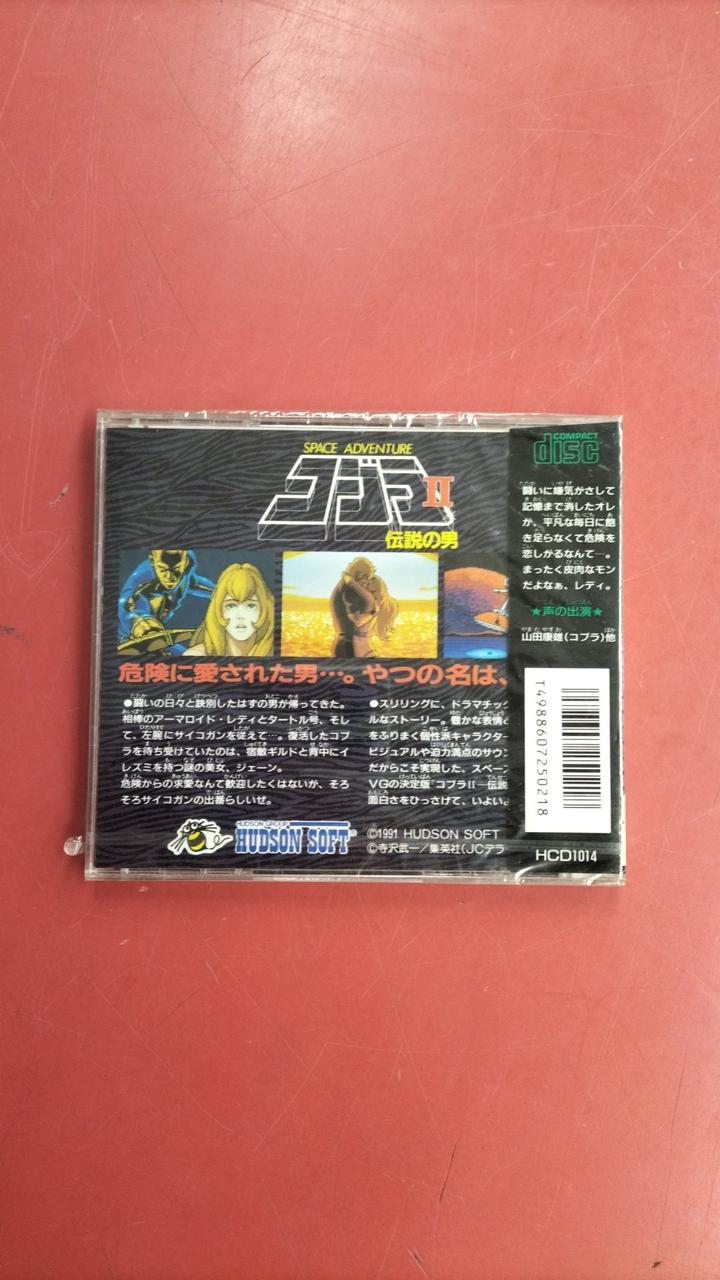 SPACE ADVENTURE
コブラII
伝説の男
危険に愛された男…。やつの名は、
●闘いの日々と訣別したはずの男が帰ってきた。
相棒のアーマロイド・レディとタートル号、そし
て、左腕にサイコガンを従えて…。復活したコブ
ラを待ち受けていたのは、宿敵ギルドと背中にイ
レズミを持つ謎の美女、ジェーン。
危険からの求愛なんて歓迎したくはないが、そろ
そろサイコガンの出番らしいぜ。
●スリリングに、ドラマチック
ルなストーリー。豊かな表情と
をふりまく個性派キャラクター
ビジュアルや迫力満点のサウン
だからこそ実現した、スペース
VGの決定版“コブラII－伝説
面白さをひっさげて、いよいよ
HUDSON GROUP
HUDSON SOFT®
©1991 HUDSON SOFT
©寺沢武一／集英社(JCテラ
COMPACT
disc
闘いに嫌気がさして
記憶まで消したオレ
が、平凡な毎日に飽
き足らなくて危険を
恋しがるなんて…。
まったく皮肉なモン
だよなぁ、レディ。
★声の出演★
山田康雄(コブラ)他
T4988607250218
HCD1014